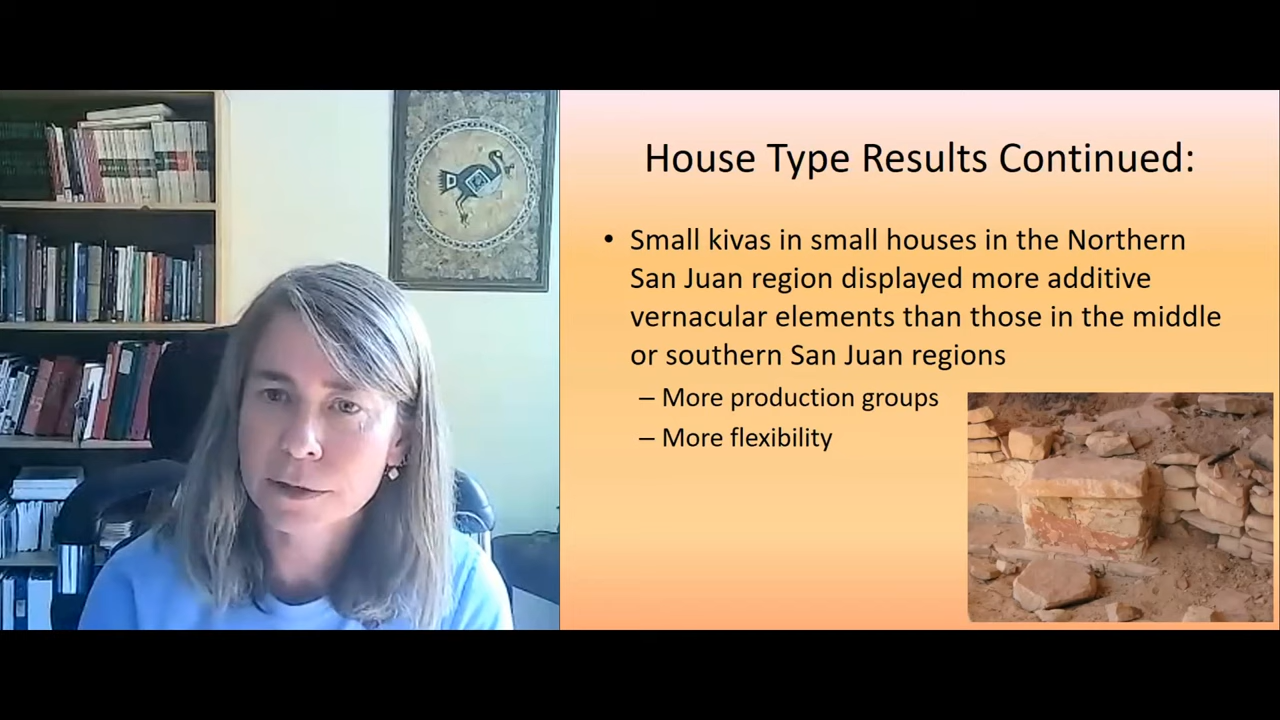 House Type Results Continued:
• Small kivas in small houses in the Northern
San Juan region displayed more additive
vernacular elements than those in the middle
or southern San Juan regions
– More production groups
– More flexibility